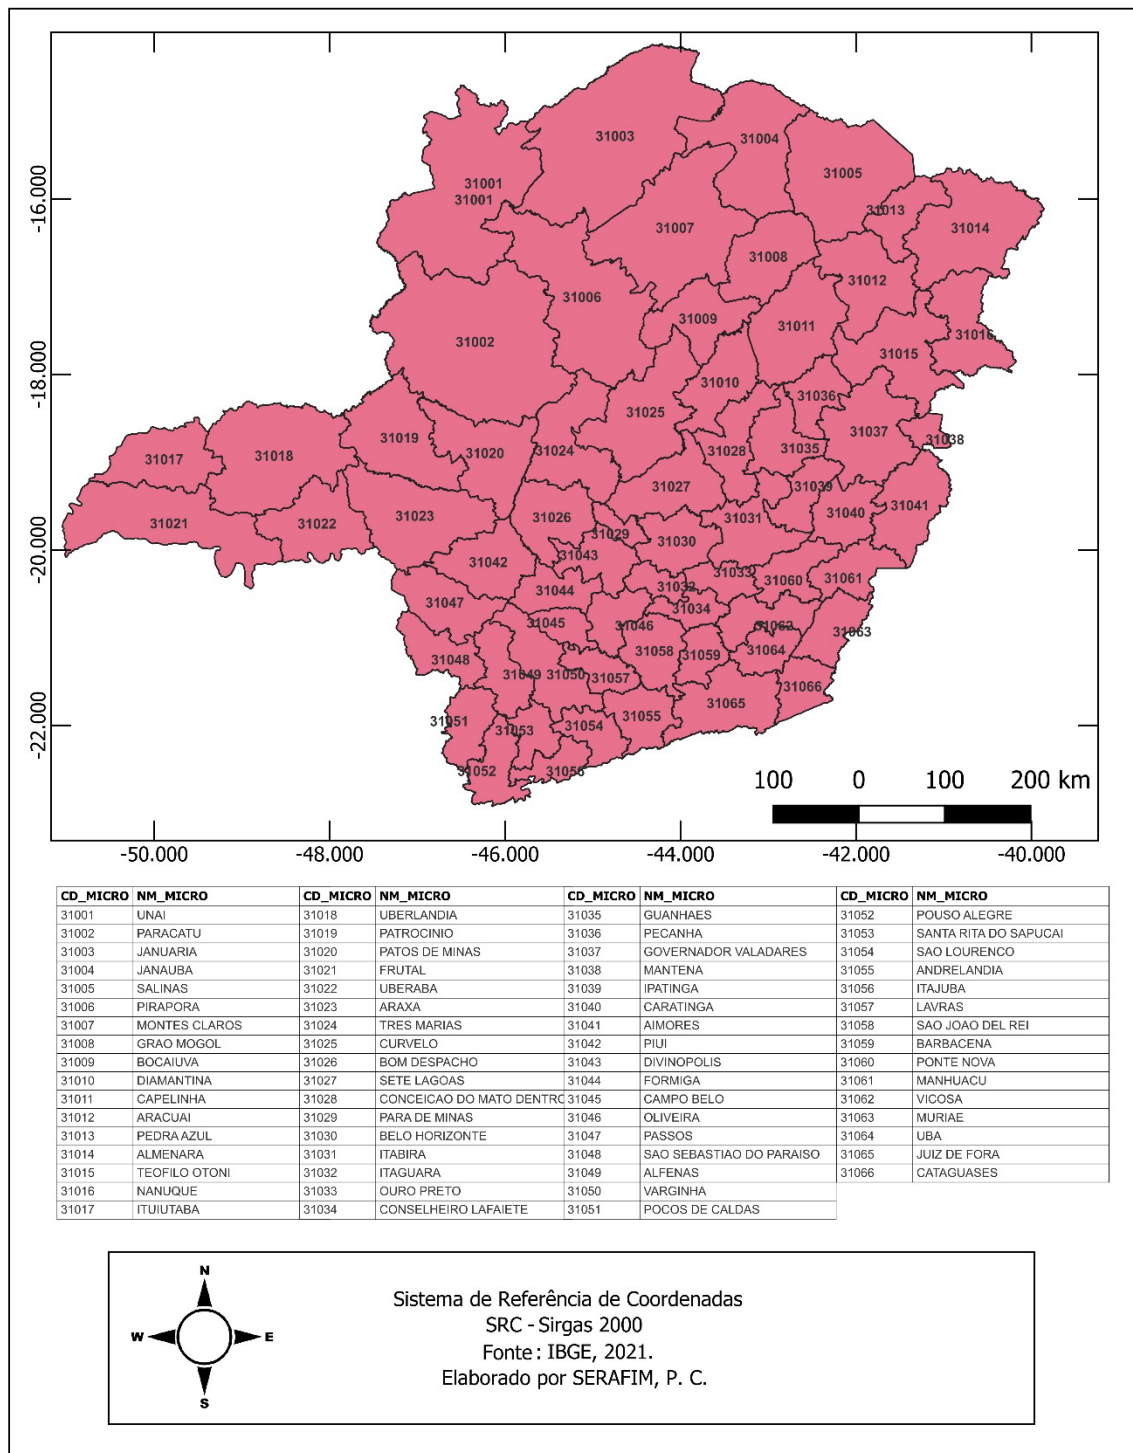 31003
31004
31001
31005
-16.1000
31001
31013
31007
31014
31008
31012
31006
31009
31011
31002
31016
31015
-18.000
31010
31036
31025
31037
31019
31038
31017
31018
31020
31024
31028
31035
31027
31039
31041
31021
31022
31023
31026
31031
31040
31029
-20.000
31030
31043
31042
31033
31060
31061
31032
31044
31047
31034
31045
31046
31062
31063
31048
31058
31059
31064
31049
31050
31057
31066
31065
31051
31055
-22.000
31053
31054
31052
31056
100 0 100 200 km
-50.000 -48.000 -46.000 -44.000 -42.000 -40.000
CD_MICRO NM_MICRO CD_MICRO NM_MICRO CD_MICRO NM_MICRO CD_MICRO NM_MICRO
31001 UNAI 31018 UBERLANDIA 31035 GUANHAES 31052 POUSO ALEGRE
31002 PARACATU 31019 PATROCINIO 31036 PECANHA 31053 SANTA RITA DO SAPUCAI
31003 JANUARIA 31020 PATOS DE MINAS 31037 GOVERNADOR VALADARES 31054 SAO LOURENCO
31004 JANAUBA 31021 FRUTAL 31038 MANTENA 31055 ANDRELANDIA
31005 SALINAS 31022 UBERABA 31039 IPATINGA 31056 ITAJUBA
31006 PIRAPORA 31023 ARAXA 31040 CARATINGA 31057 LAVRAS
31007 MONTES CLAROS 31024 TRES MARIAS 31041 AIMORES 31058 SAO JOAO DEL REI
31008 GRAO MOGOL 31025 CURVELO 31042 PIUI 31059 BARBACENA
31009 BOCAIUVA 31026 BOM DESPACHO 31043 DIVINOPOLIS 31060 PONTE NOVA
31010 DIAMANTINA 31027 SETE LAGOAS 31044 FORMIGA 31061 MANHUACU
31011 CAPELINHA 31028 CONCEICAO DO MATO DENTRO 31045 CAMPO BELO 31062 VICOSA
31012 ARACUAI 31029 PARA DE MINAS 31046 OLIVEIRA 31063 MURIAE
31013 PEDRA AZUL 31030 BELO HORIZONTE 31047 PASSOS 31064 UBA
31014 ALMENARA 31031 ITABIRA 31048 SAO SEBASTIAO DO PARAISO 31065 JUIZ DE FORA
31015 TEOFILO OTONI 31032 ITAGUARA 31049 ALFENAS 31066 CATAGUASES
31016 NANUQUE 31033 OURO PRETO 31050 VARGINHA
31017 ITUIUTABA 31034 CONSELHEIRO LAFAIETE 31051 POCOS DE CALDAS
N
W E
S
Sistema de Referência de Coordenadas
SRC - Sirgas 2000
Fonte : IBGE, 2021.
Elaborado por SERAFIM, P. C.